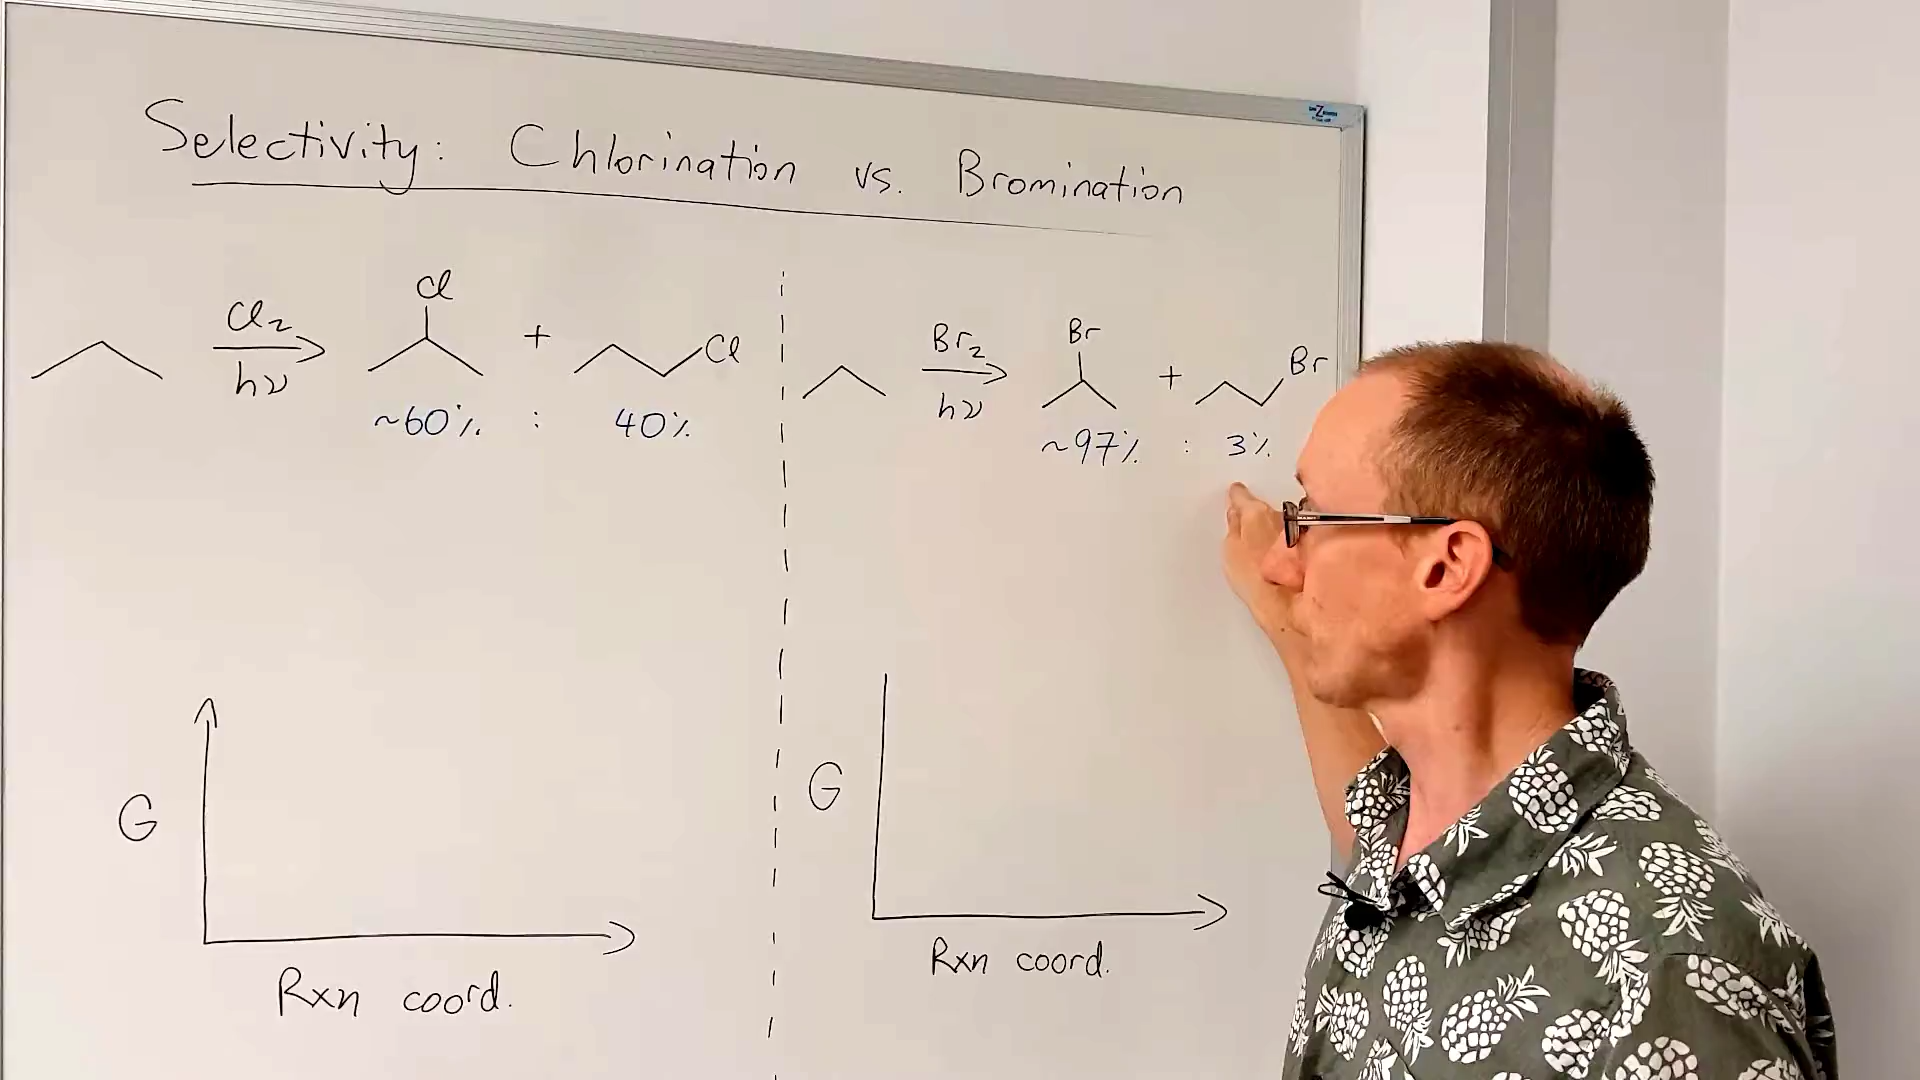 Selectivity: Chlorination vs. Bromination
Cl
Cl2
hν
+
Cl
~60% : 40%
Br
Br2
hν
+
Br
~97% : 3%
G
Rxn coord.
G
Rxn coord.